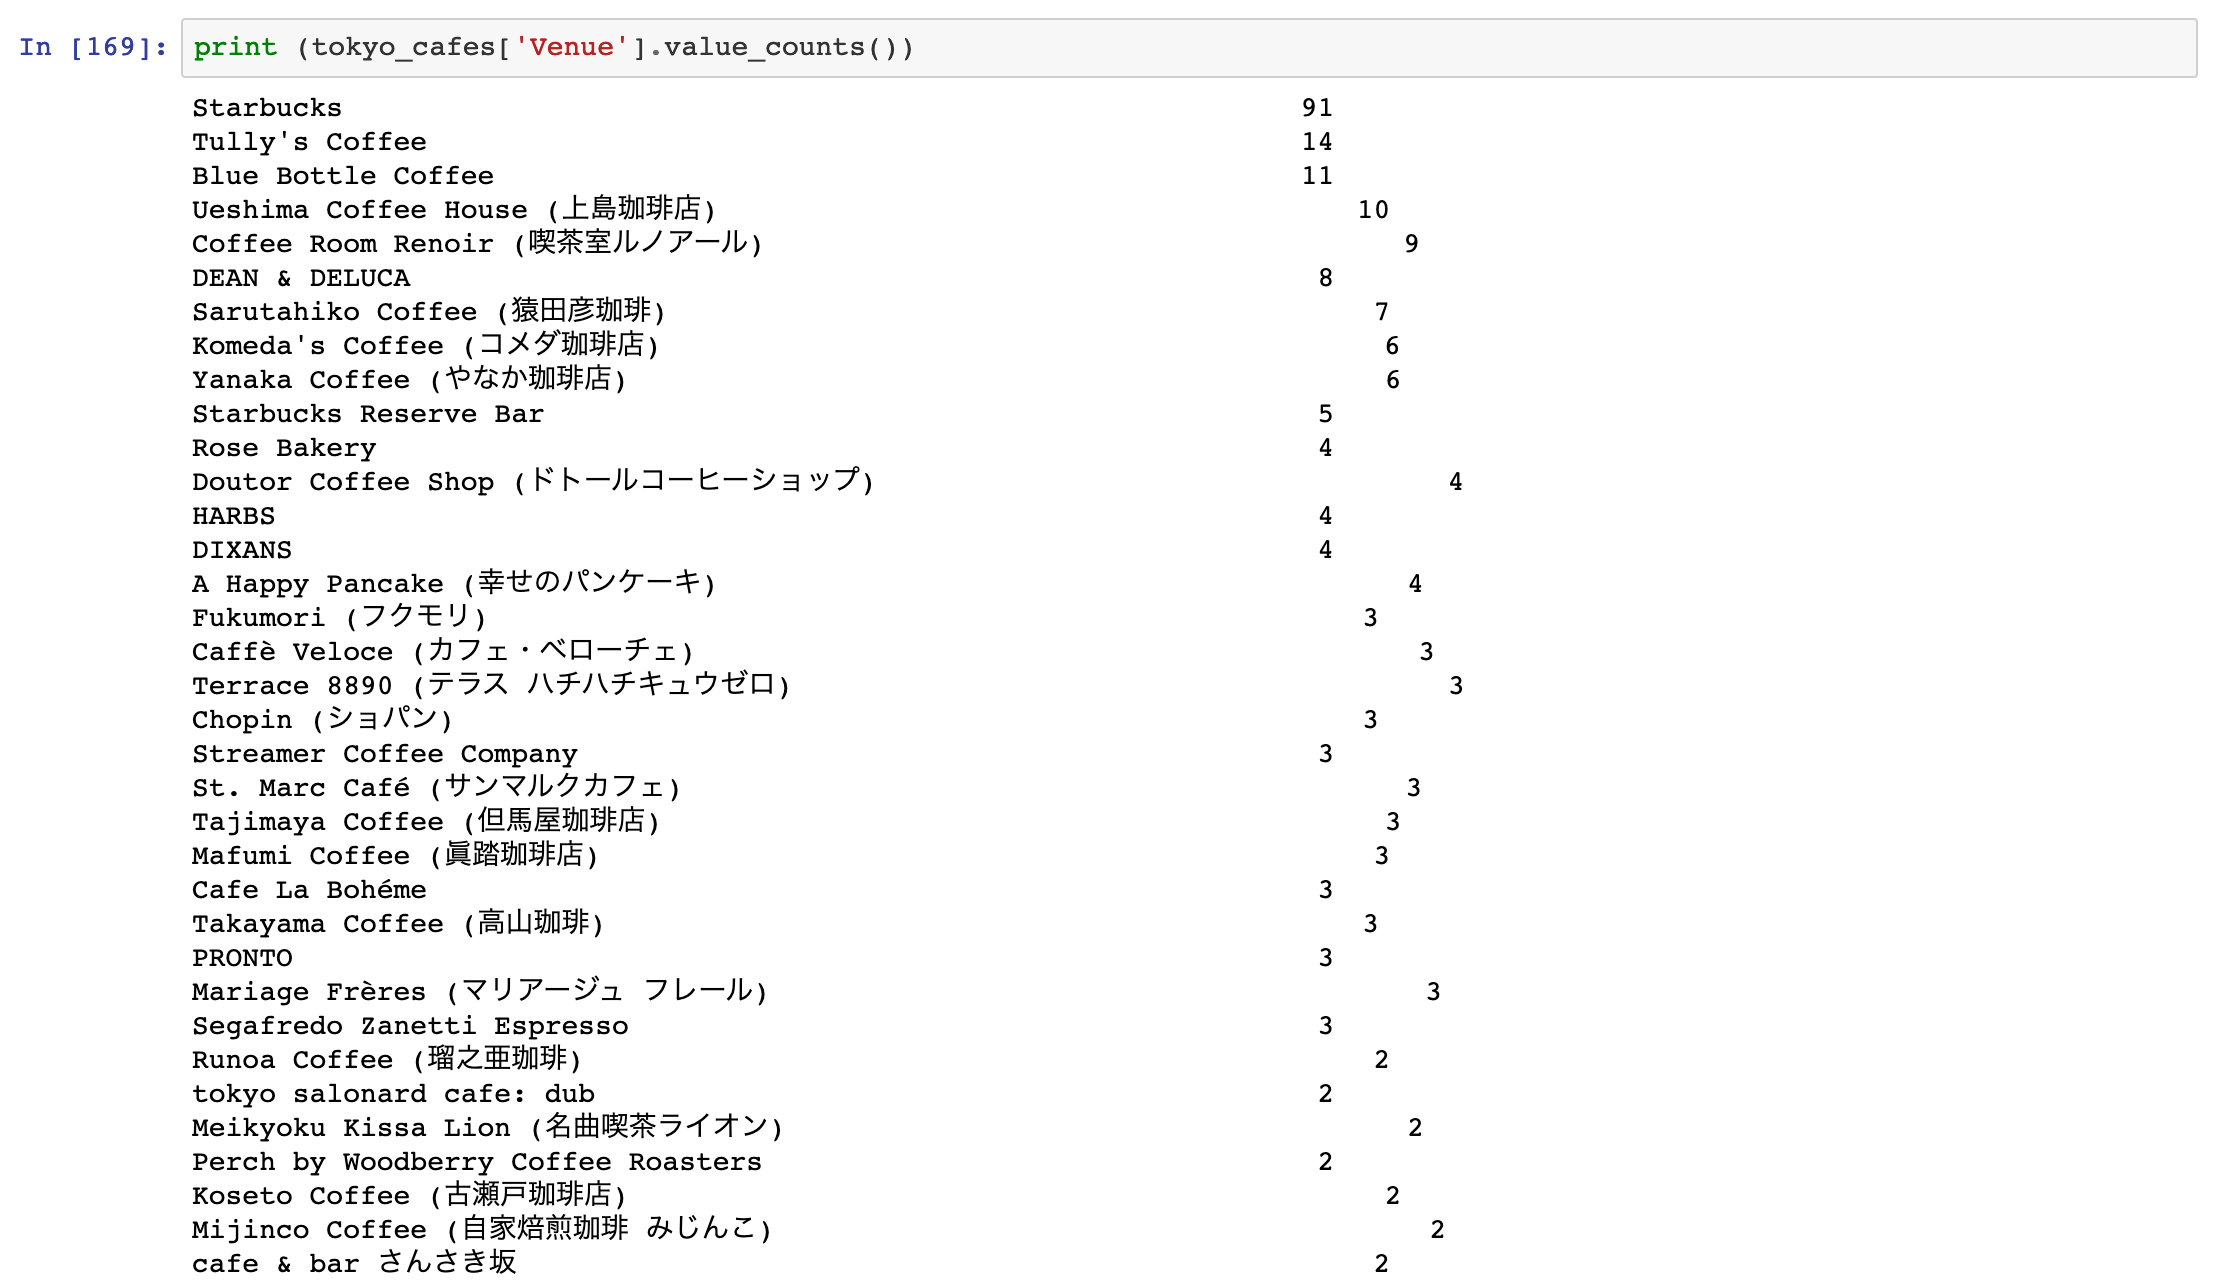 In [169]: print (tokyo_cafes['Venue'].value_counts())
Starbucks 91
Tully's Coffee 14
Blue Bottle Coffee 11
Ueshima Coffee House (上島珈琲店) 10
Coffee Room Renoir (喫茶室ルノアール) 9
DEAN & DELUCA 8
Sarutahiko Coffee (猿田彦珈琲) 7
Komeda's Coffee (コメダ珈琲店) 6
Yanaka Coffee (やなか珈琲店) 6
Starbucks Reserve Bar 5
Rose Bakery 4
Doutor Coffee Shop (ドトールコーヒーショップ) 4
HARBS 4
DIXANS 4
A Happy Pancake (幸せのパンケーキ) 4
Fukumori (フクモリ) 3
Caffè Veloce (カフェ・ベローチェ) 3
Terrace 8890 (テラス ハチハチキュウゼロ) 3
Chopin (ショパン) 3
Streamer Coffee Company 3
St. Marc Café (サンマルクカフェ) 3
Tajimaya Coffee (但馬屋珈琲店) 3
Mafumi Coffee (眞踏珈琲店) 3
Cafe La Bohéme 3
Takayama Coffee (高山珈琲) 3
PRONTO 3
Mariage Frères (マリアージュ フレール) 3
Segafredo Zanetti Espresso 3
Runoa Coffee (瑠之亜珈琲) 2
tokyo salonard cafe: dub 2
Meikyoku Kissa Lion (名曲喫茶ライオン) 2
Perch by Woodberry Coffee Roasters 2
Koseto Coffee (古瀬戸珈琲店) 2
Mijinco Coffee (自家焙煎珈琲 みじんこ) 2
cafe & bar さんさき坂 2